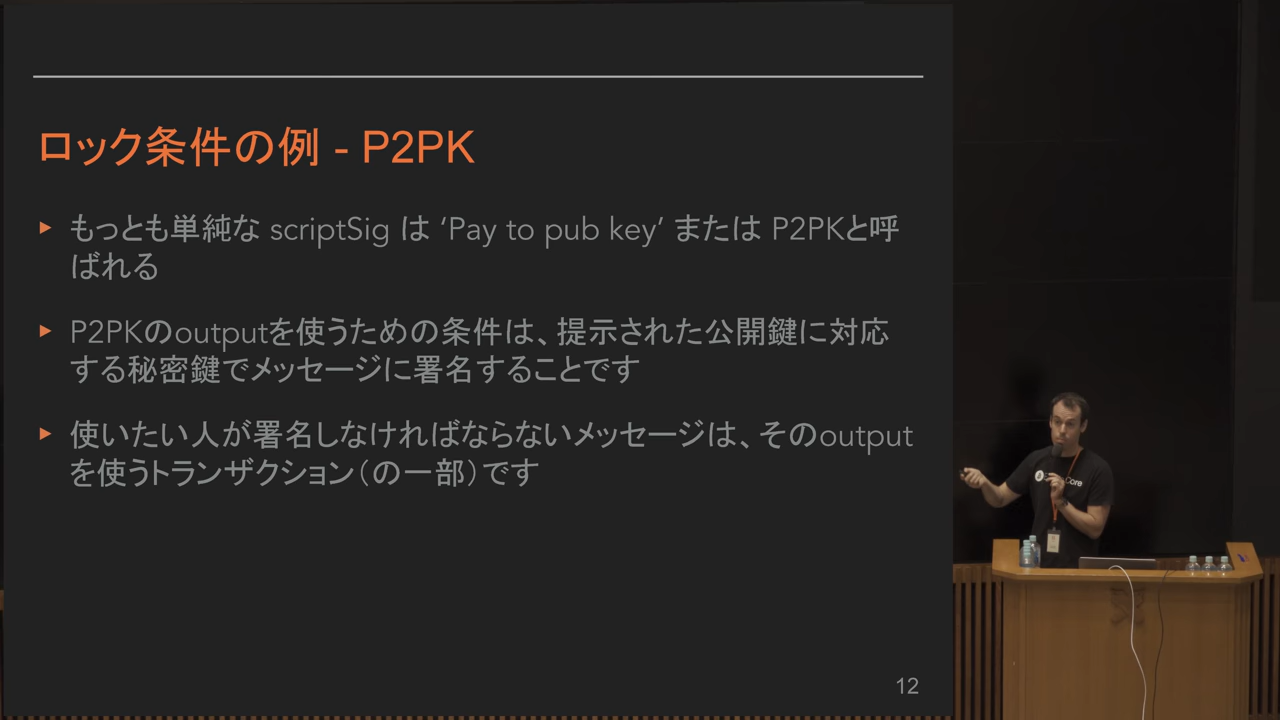 ロック条件の例 - P2PK
▸ もっとも単純な scriptSig は ‘Pay to pub key’ または P2PKと呼
ばれる
▸ P2PKのoutputを使うための条件は、提示された公開鍵に対応
する秘密鍵でメッセージに署名することです
▸ 使いたい人が署名しなければならないメッセージは、そのoutput
を使うトランザクション（の一部）です
12
Core